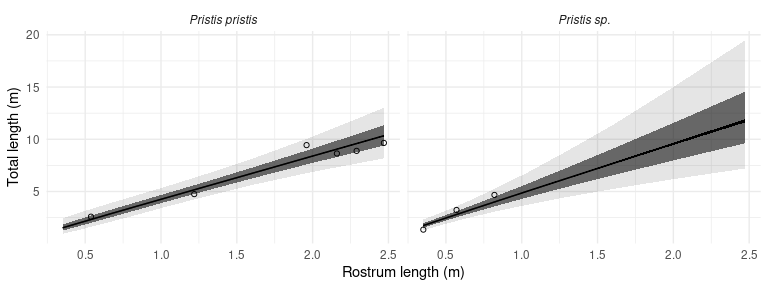 Pristis pristis Pristis sp.
20
15
10
5
Total length (m)
0.5 1.0 1.5 2.0 2.5 0.5 1.0 1.5 2.0 2.5
Rostrum length (m)